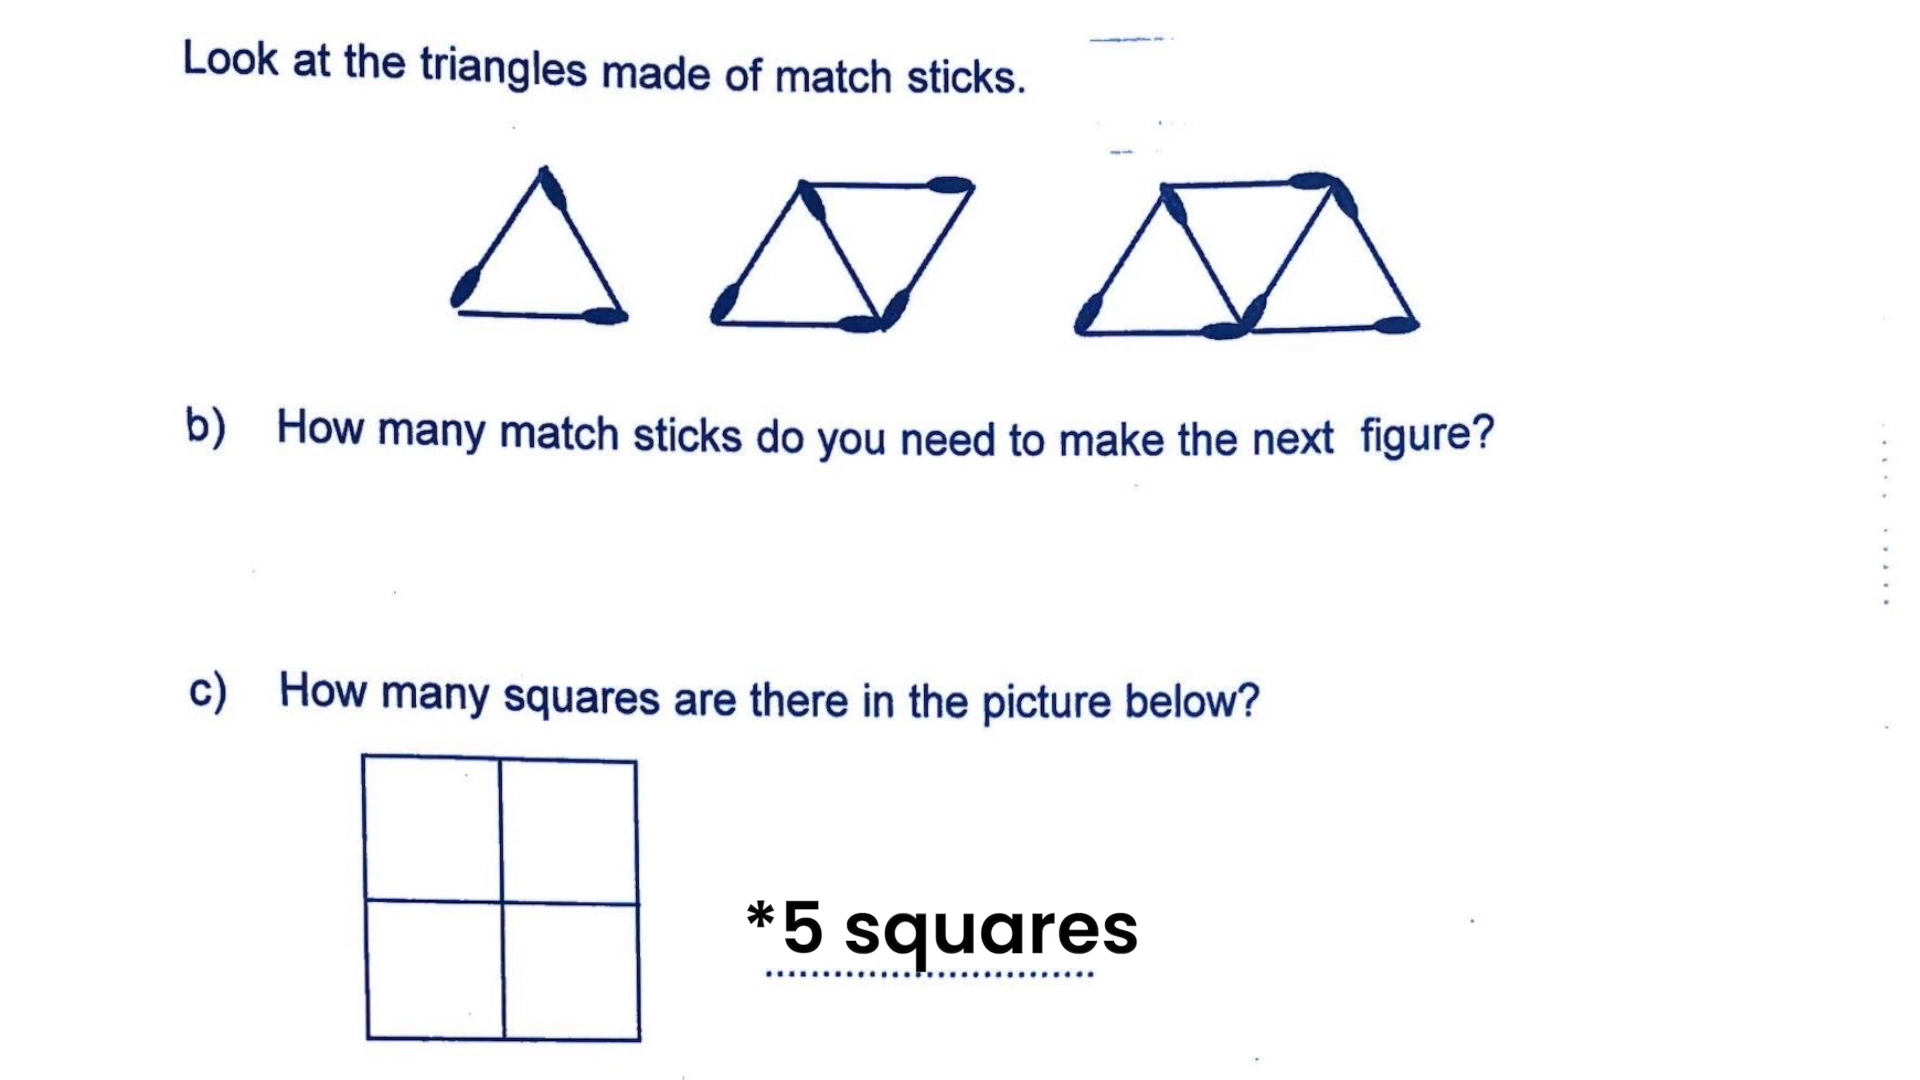 Look at the triangles made of match sticks.
b) How many match sticks do you need to make the next figure?
c) How many squares are there in the picture below?
*5 squares